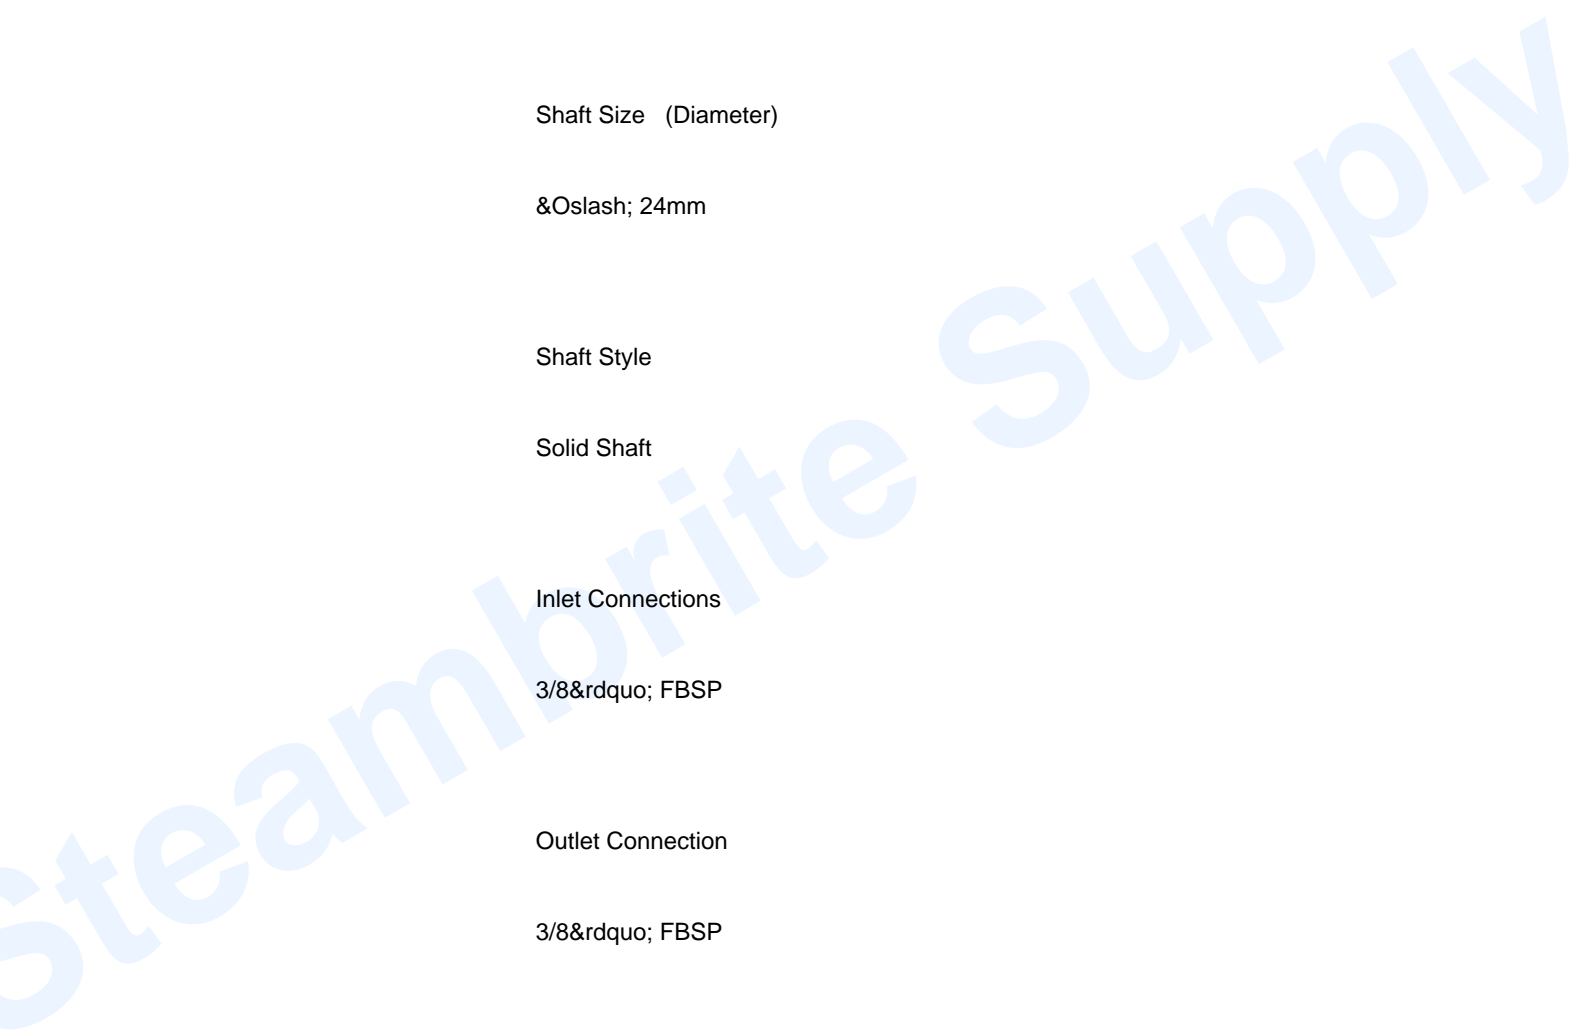 Shaft Size (Diameter)
&Oslash; 24mm
Shaft Style
Solid Shaft
Inlet Connections
3/8&rdquo; FBSP
Outlet Connection
3/8&rdquo; FBSP
Steambrite Supply